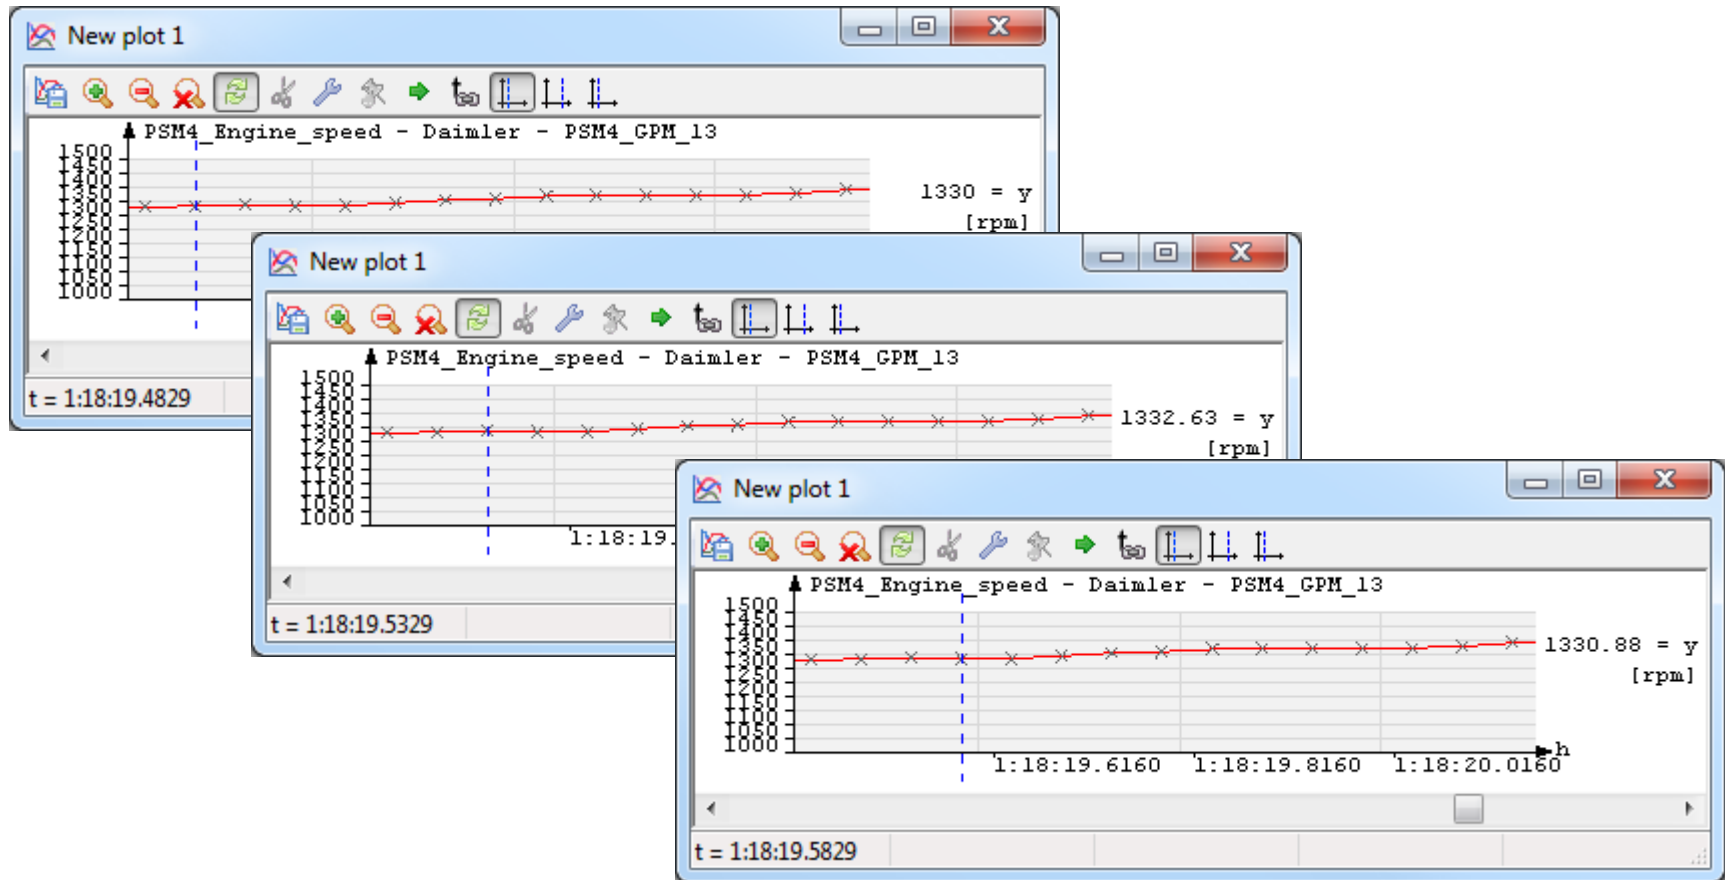 New plot 1
PSM4_Engine_speed - Daimler - PSM4_GPM_13
1500
1450
1400
1350
1300
1250
1200
1150
1100
1050
1000
1330 = y
[rpm]
t = 1:18:19.4829
New plot 1
PSM4_Engine_speed - Daimler - PSM4_GPM_13
1500
1450
1400
1350
1300
1250
1200
1150
1100
1050
1000
1332.63 = y
[rpm]
1:18:19.
t = 1:18:19.5329
New plot 1
PSM4_Engine_speed - Daimler - PSM4_GPM_13
1500
1450
1400
1350
1300
1250
1200
1150
1100
1050
1000
1330.88 = y
[rpm]
h
1:18:19.6160 1:18:19.8160 1:18:20.0160
t = 1:18:19.5829